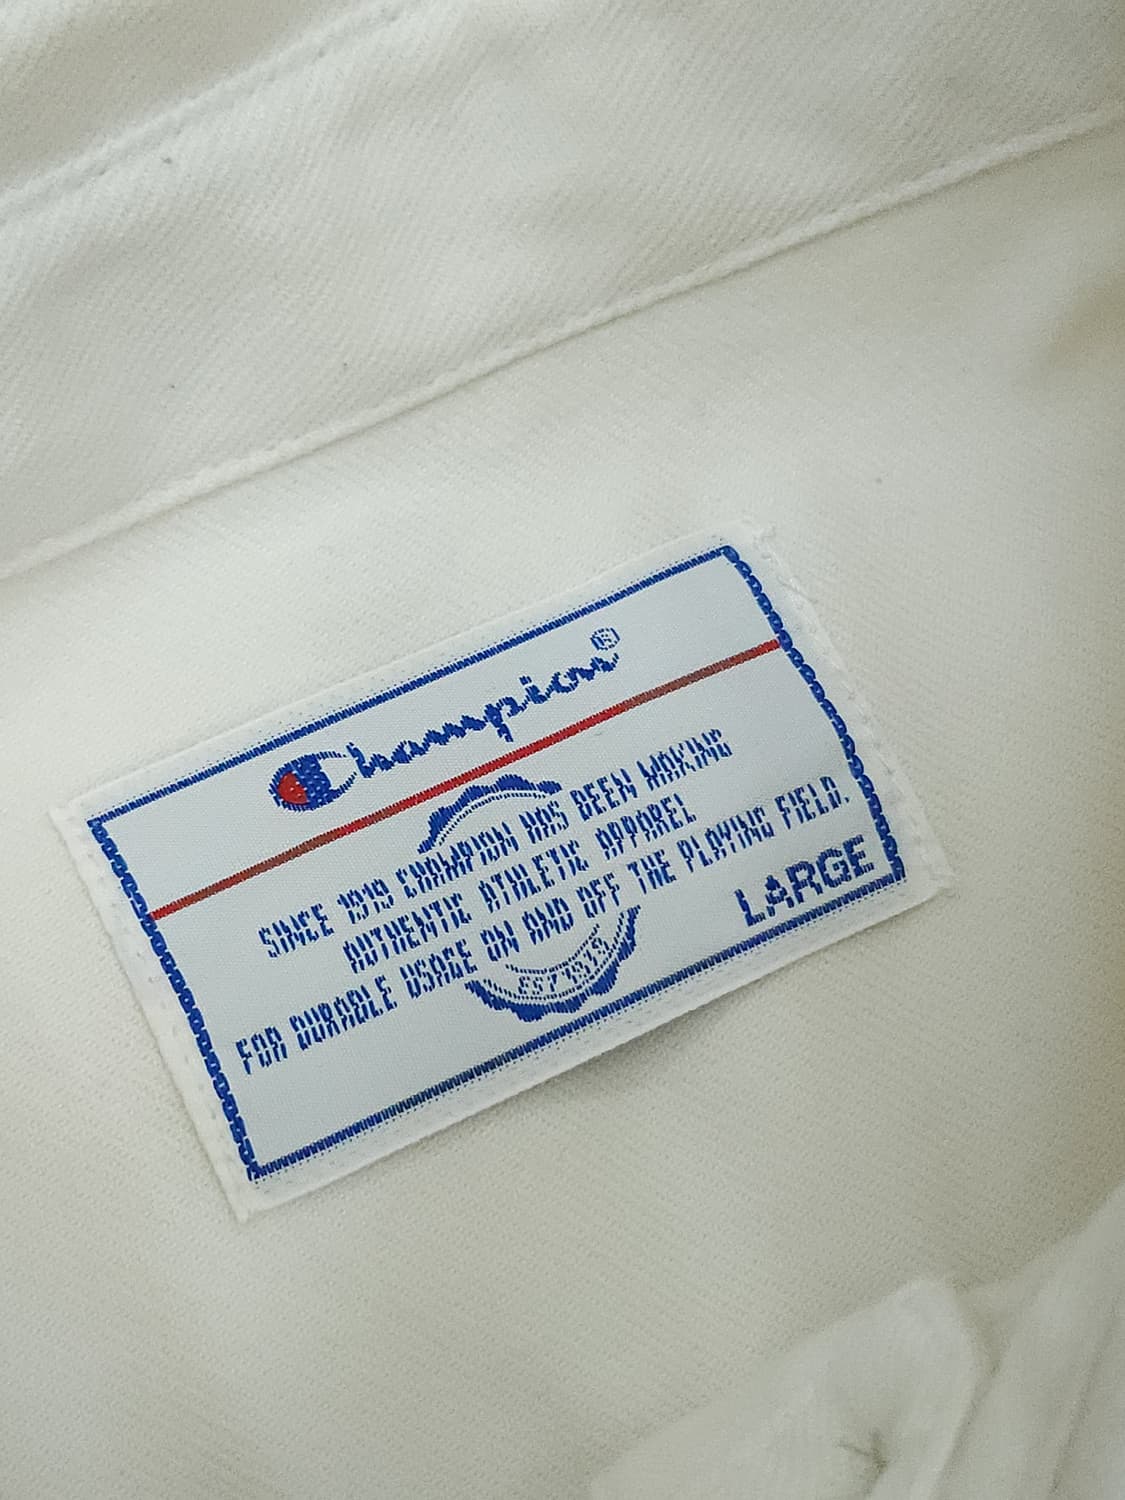 Champion®
SINCE 1919 CHAMPION HAS BEEN MAKING
AUTHENTIC ATHLETIC APPAREL
FOR DURABLE USAGE ON AND OFF THE PLAYING FIELD.
EST 1919
LARGE